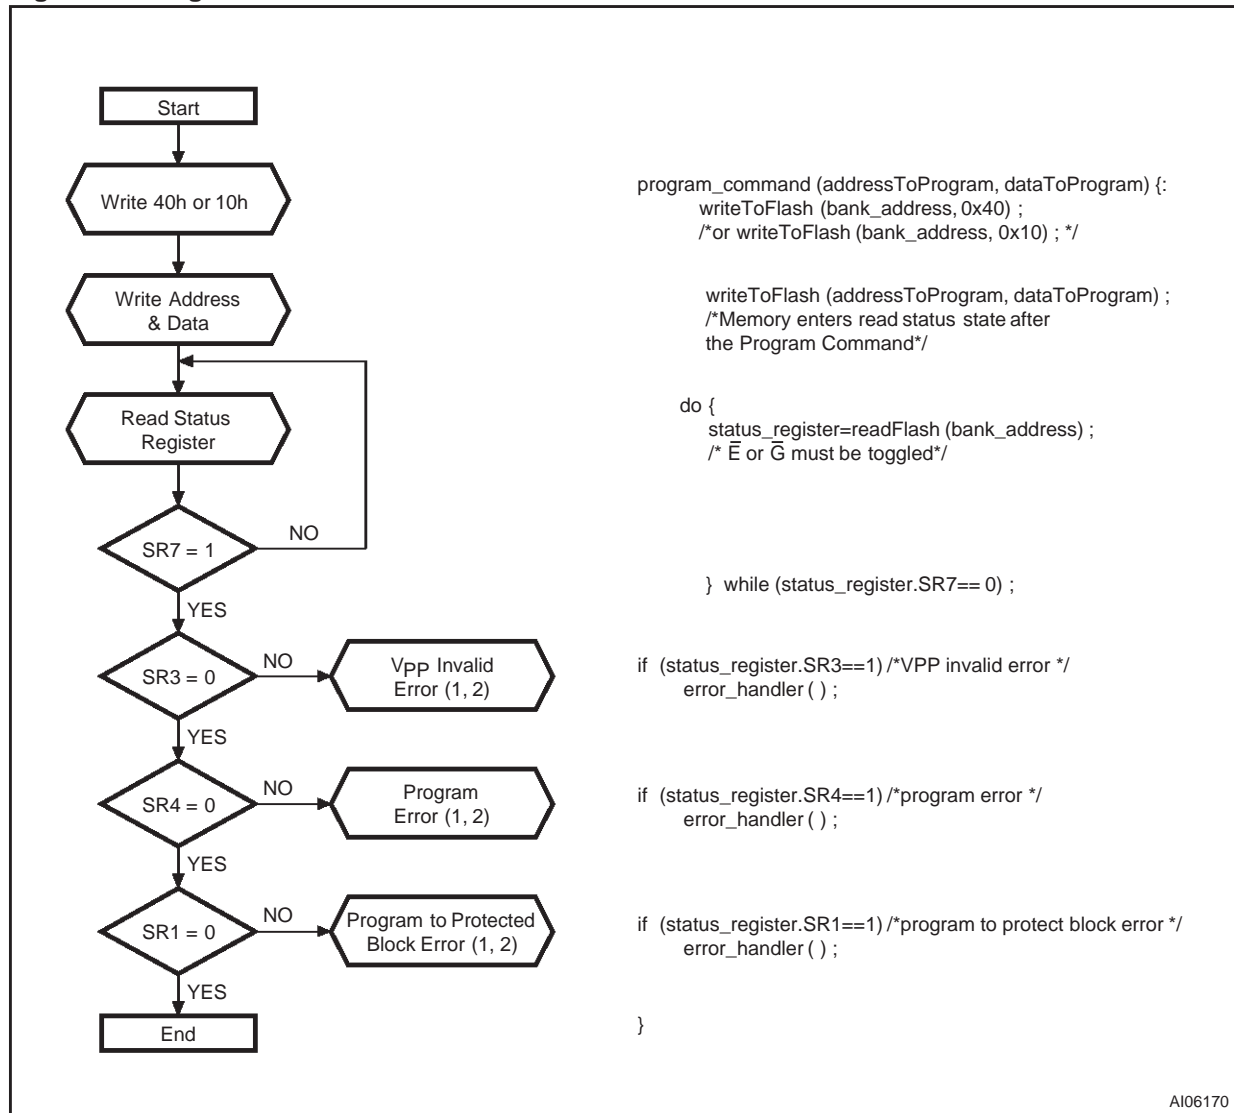 Start
Write 40h or 10h
Write Address
& Data
Read Status
Register
SR7 = 1
NO
YES
SR3 = 0
NO
VPP Invalid
Error (1, 2)
YES
SR4 = 0
NO
Program
Error (1, 2)
YES
SR1 = 0
NO
Program to Protected
Block Error (1, 2)
YES
End
program_command (addressToProgram, dataToProgram) {:
writeToFlash (bank_address, 0x40) ;
/*or writeToFlash (bank_address, 0x10) ; */
writeToFlash (addressToProgram, dataToProgram) ;
/*Memory enters read status state after
the Program Command*/
do {
status_register=readFlash (bank_address) ;
/* E̅ or G̅ must be toggled*/
} while (status_register.SR7== 0) ;
if (status_register.SR3==1) /*VPP invalid error */
error_handler ( ) ;
if (status_register.SR4==1) /*program error */
error_handler ( ) ;
if (status_register.SR1==1) /*program to protect block error */
error_handler ( ) ;
}
AI06170